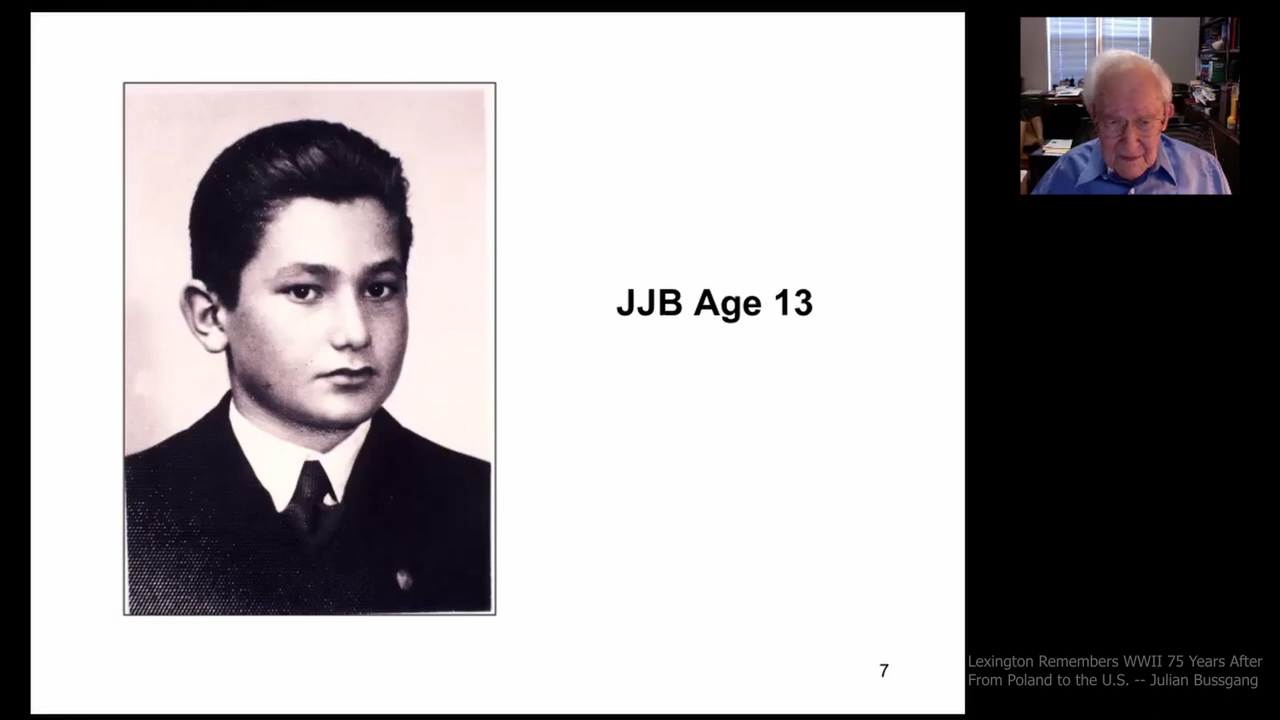 JJB Age 13
7
Lexington Remembers WWII 75 Years After
From Poland to the U.S. -- Julian Bussgang